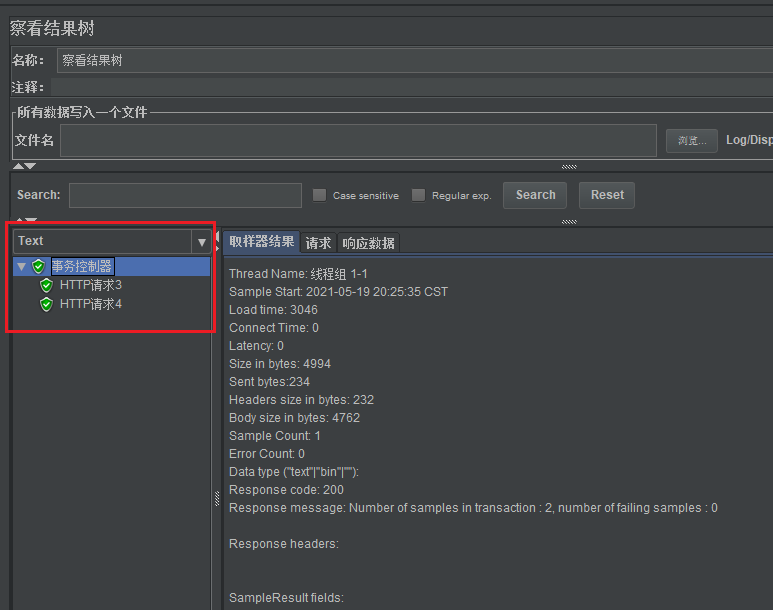 察看结果树
名称： 察看结果树
注释：
所有数据写入一个文件
文件名 浏览... Log/Disp
Search: Case sensitive Regular exp. Search Reset
Text
事务控制器
HTTP请求3
HTTP请求4
取样器结果 请求 响应数据
Thread Name: 线程组 1-1
Sample Start: 2021-05-19 20:25:35 CST
Load time: 3046
Connect Time: 0
Latency: 0
Size in bytes: 4994
Sent bytes:234
Headers size in bytes: 232
Body size in bytes: 4762
Sample Count: 1
Error Count: 0
Data type ("text"|"bin"|""):
Response code: 200
Response message: Number of samples in transaction : 2, number of failing samples : 0
Response headers:
SampleResult fields: